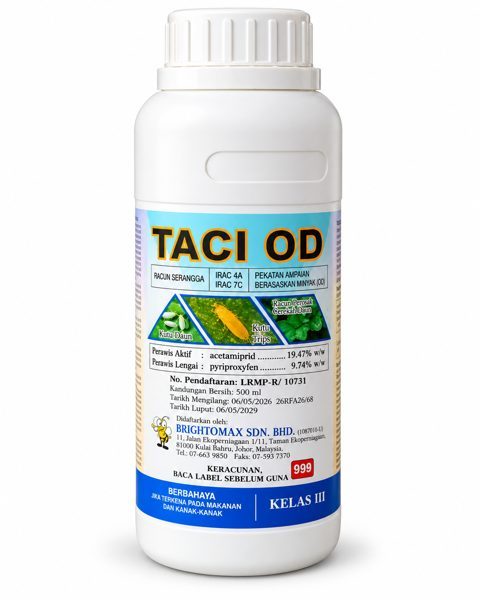 TACI OD
RACUN SERANGGA
IRAC 4A
IRAC 7C
PEKATAN AMPAIAN
BERASASKAN MINYAK (OD)
Kutu Daun
Kutu
Trips
Racun Perosak
Cerekah Daun
Perawis Aktif : acetamiprid ........... 19.47% w/w
Perawis Lengai : pyriproxyfen ........... 9.74% w/w
No. Pendaftaran: LRMP-R/ 10731
Kandungan Bersih: 500 ml
Tarikh Mengilang: 06/05/2026 26RFA26/68
Tarikh Luput: 06/05/2029
Didaftarkan oleh:
BRIGHTOMAX SDN. BHD. (1087016-U)
11, Jalan Ekoperniagaan 1/11, Taman Ekoperniagaan,
81000 Kulai Bahru, Johor, Malaysia.
Tel.: 07-663 9850 Faks: 07-593 7370
KERACUNAN,
BACA LABEL SEBELUM GUNA
999
BERBAHAYA
JIKA TERKENA PADA MAKANAN
DAN KANAK-KANAK
KELAS III